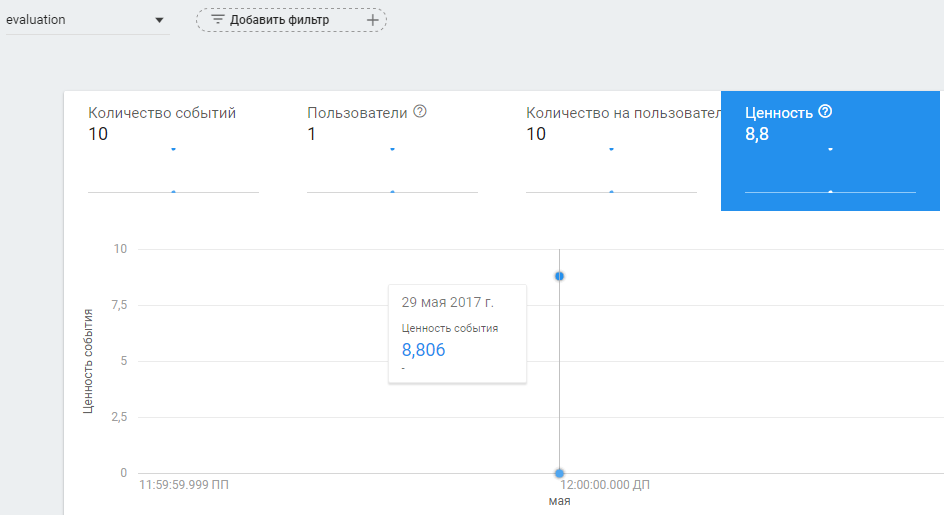 evaluation
Добавить фильтр
Количество событий
10
Пользователи
1
Количество на пользовател
10
Ценность
8,8
10
7,5
5
2,5
0
Ценность события
29 мая 2017 г.
Ценность события
8,806
-
11:59:59.999 ПП
12:00:00.000 ДП
мая